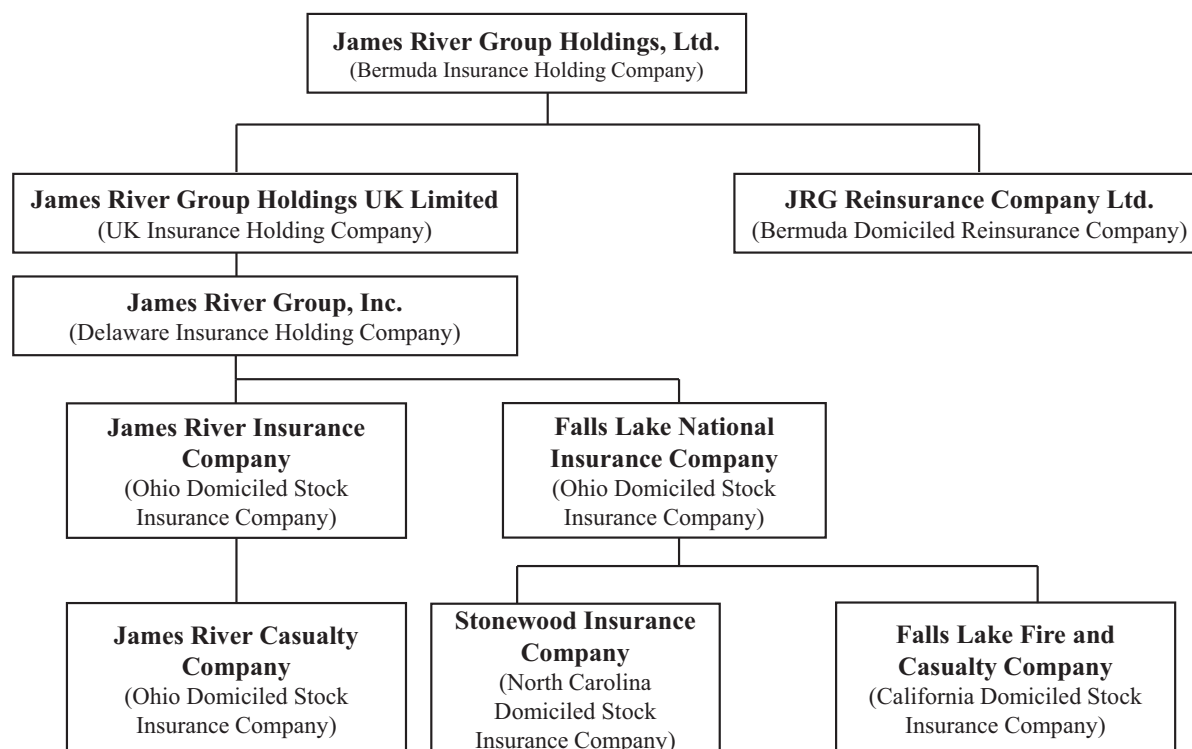 James River Group Holdings, Ltd.
(Bermuda Insurance Holding Company)
James River Group Holdings UK Limited
(UK Insurance Holding Company)
JRG Reinsurance Company Ltd.
(Bermuda Domiciled Reinsurance Company)
James River Group, Inc.
(Delaware Insurance Holding Company)
James River Insurance
Company
(Ohio Domiciled Stock
Insurance Company)
Falls Lake National
Insurance Company
(Ohio Domiciled Stock
Insurance Company)
James River Casualty
Company
(Ohio Domiciled Stock
Insurance Company)
Stonewood Insurance
Company
(North Carolina
Domiciled Stock
Insurance Company)
Falls Lake Fire and
Casualty Company
(California Domiciled Stock
Insurance Company)